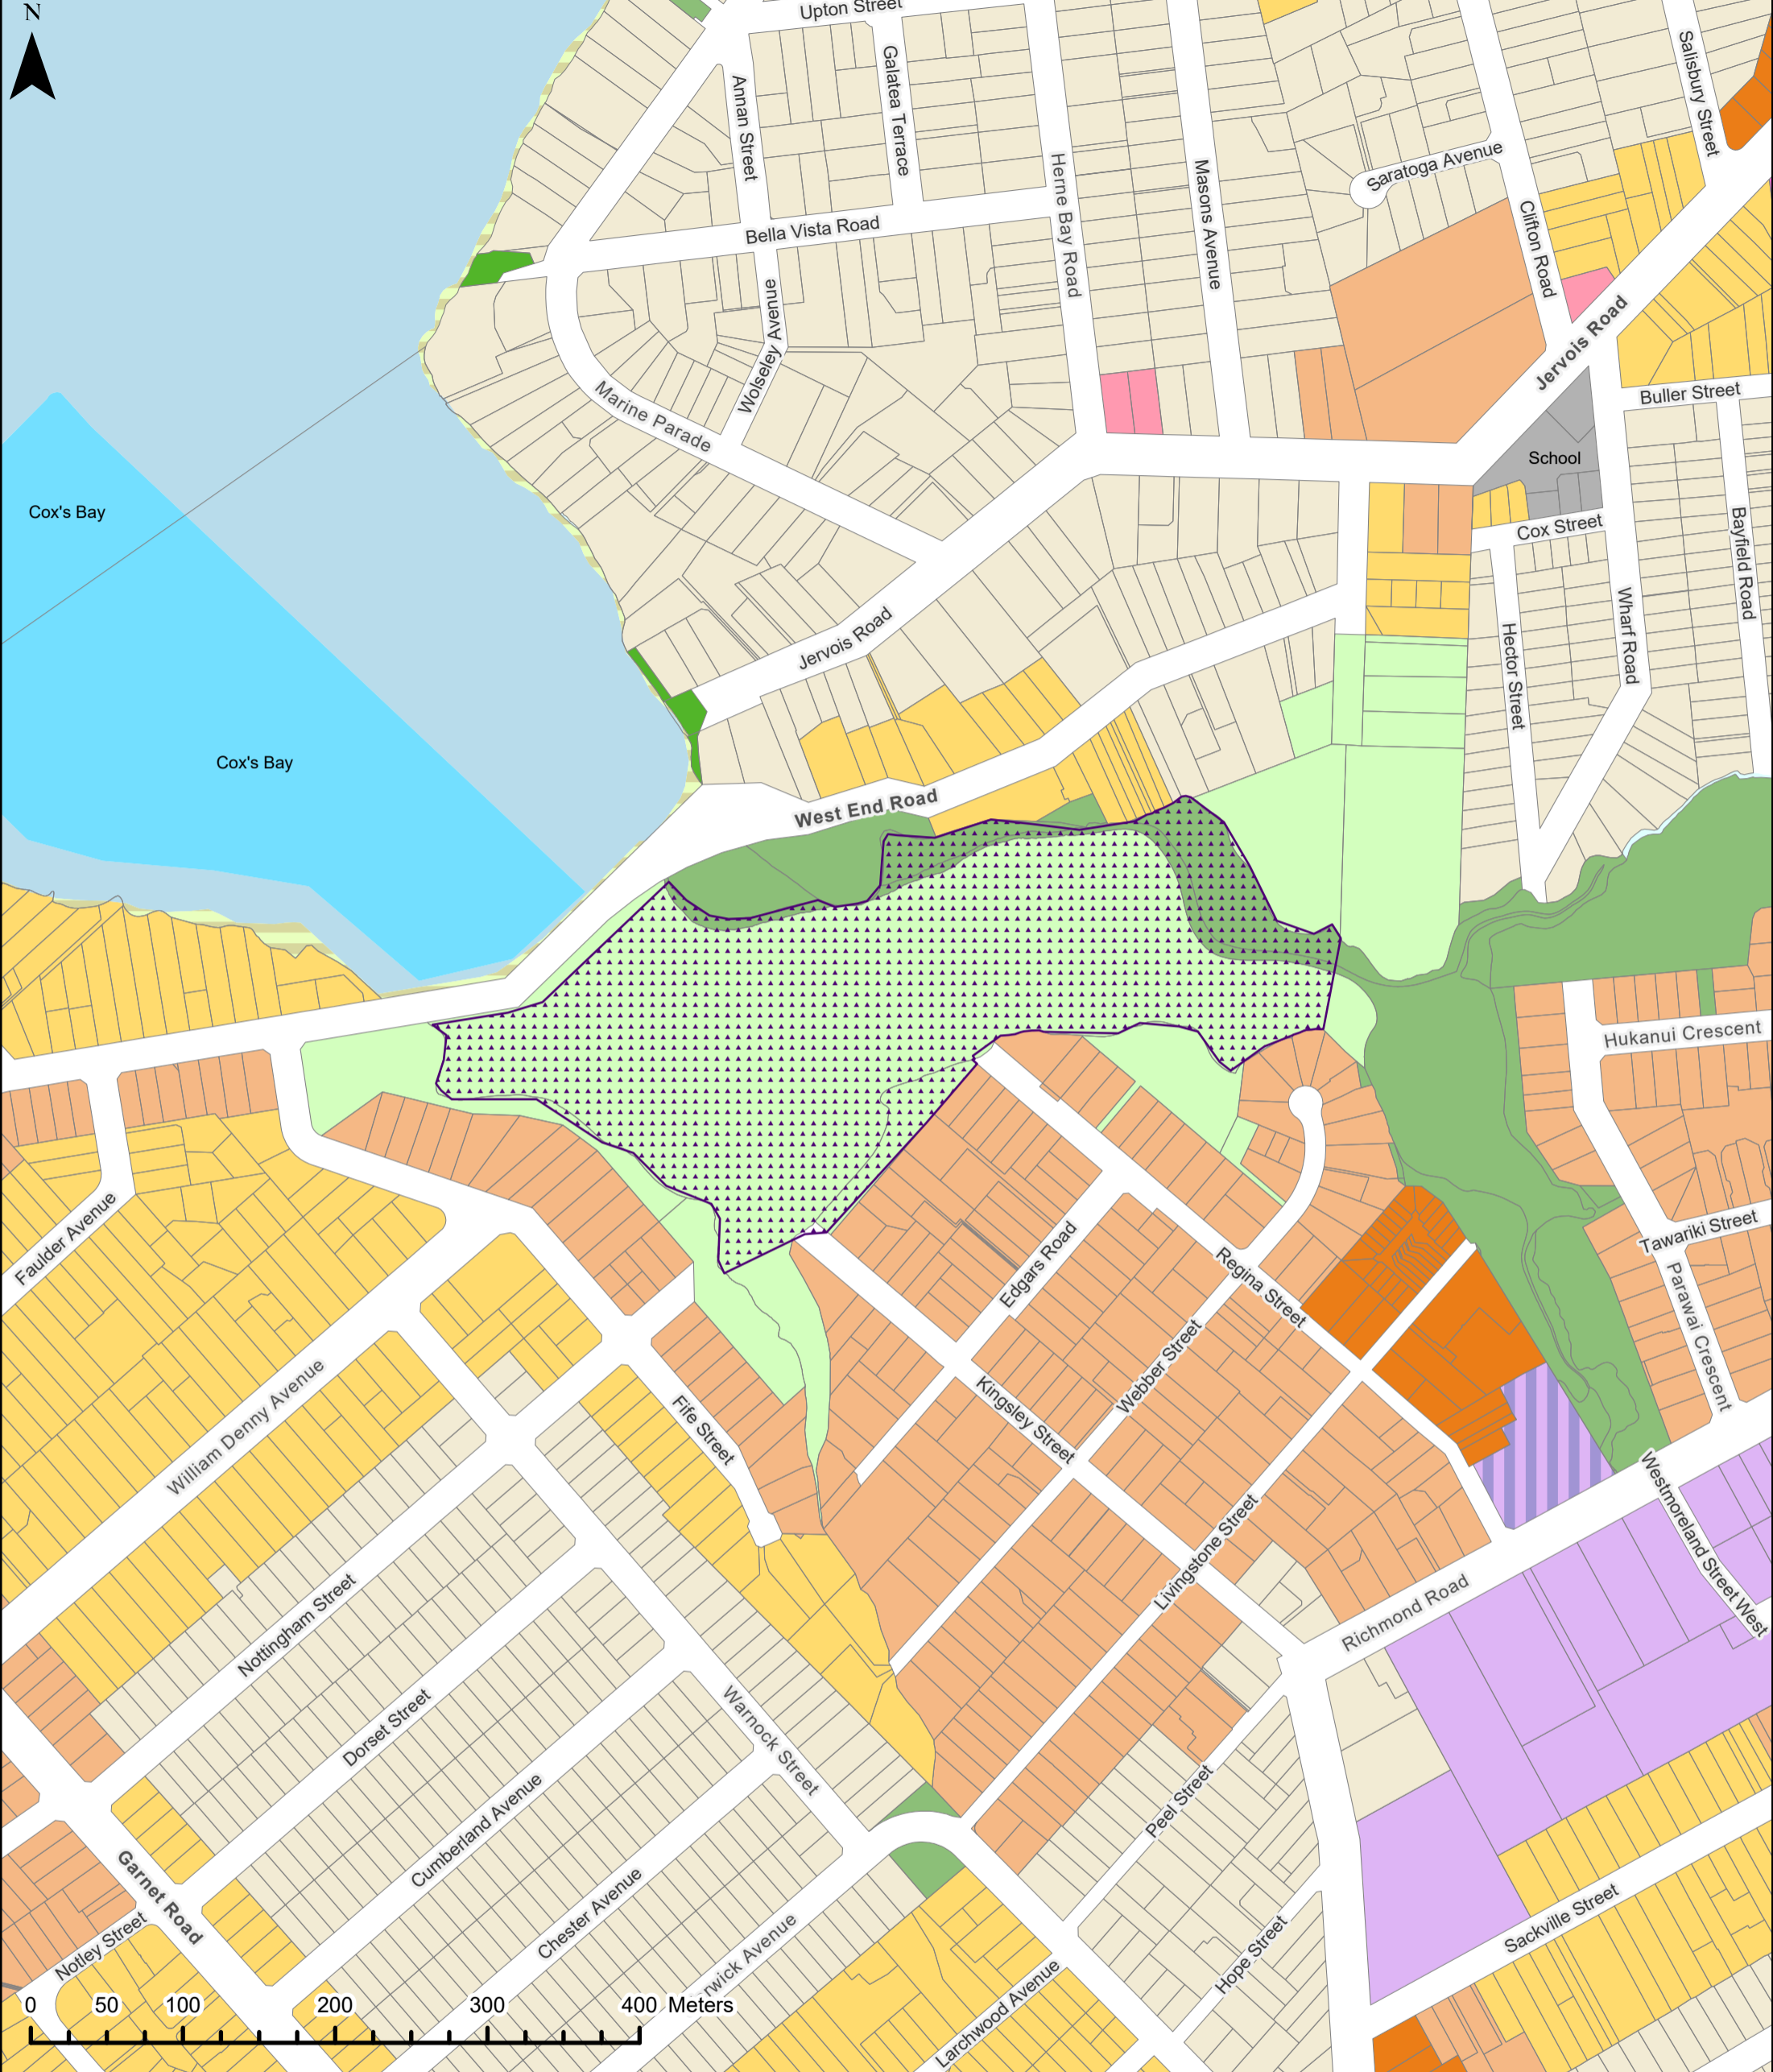 N
Upton Street
Galatea Terrace
Annan Street
Salisbury Street
Saratoga Avenue
Herne Bay Road
Masons Avenue
Clifton Road
Bella Vista Road
Wolseley Avenue
Marine Parade
Jervois Road
Buller Street
School
Cox's Bay
Cox Street
Bayfield Road
Wharf Road
Hector Street
Jervois Road
Cox's Bay
West End Road
Hukanui Crescent
Faulder Avenue
Tawariki Street
Edgars Road
Regina Street
Parawai Crescent
Webber Street
William Denny Avenue
Fife Street
Kingsley Street
Westmoreland Street West
Livingstone Street
Nottingham Street
Richmond Road
Dorset Street
Warnock Street
Cumberland Avenue
Peel Street
Garnet Road
Chester Avenue
Sackville Street
Notley Street
rwick Avenue
Hope Street
Larchwood Avenue
0 50 100 200 300 400 Meters